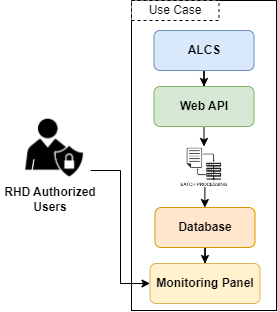 Use Case
ALCS
Web API
BATCH PROCESSING
RHD Authorized
Users
Database
Monitoring Panel